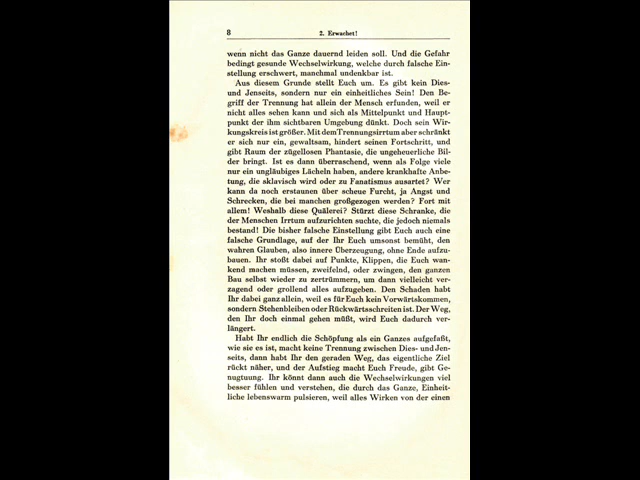 8
2. Erwachet!
wenn nicht das Ganze dauernd leiden soll. Und die Gefahr
bedingt gesunde Wechselwirkung, welche durch falsche Ein-
stellung erschwert, manchmal undenkbar ist.
Aus diesem Grunde stellt Euch um. Es gibt kein Dies-
und Jenseits, sondern nur ein einheitliches Sein! Den Be-
griff der Trennung hat allein der Mensch erfunden, weil er
nicht alles sehen kann und sich als Mittelpunkt und Haupt-
punkt der ihm sichtbaren Umgebung dünkt. Doch sein Wir-
kungskreis ist größer. Mit dem Trennungsirrtum aber schränkt
er sich nur ein, gewaltsam, hindert seinen Fortschritt, und
gibt Raum der zügellosen Phantasie, die ungeheuerliche Bil-
der bringt. Ist es dann überraschend, wenn als Folge viele
nur ein ungläubiges Lächeln haben, andere krankhafte Anbe-
tung, die sklavisch wird oder zu Fanatismus ausartet? Wer
kann da noch erstaunen über scheue Furcht, ja Angst und
Schrecken, die bei manchen großgezogen werden? Fort mit
allem! Weshalb diese Quälerei? Stürzt diese Schranke, die
der Menschen Irrtum aufzurichten suchte, die jedoch niemals
bestand! Die bisher falsche Einstellung gibt Euch auch eine
falsche Grundlage, auf der Ihr Euch umsonst bemüht, den
wahren Glauben, also innere Überzeugung, ohne Ende aufzu-
bauen. Ihr stoßt dabei auf Punkte, Klippen, die Euch wan-
kend machen müssen, zweifelnd, oder zwingen, den ganzen
Bau selbst wieder zu zertrümmern, um dann vielleicht ver-
zagend oder grollend alles aufzugeben. Den Schaden habt
Ihr dabei ganz allein, weil es für Euch kein Vorwärtskommen,
sondern Stehenbleiben oder Rückwärtsschreiten ist. Der Weg,
den Ihr doch einmal gehen müßt, wird Euch dadurch ver-
längert.
Habt Ihr endlich die Schöpfung als ein Ganzes aufgefaßt,
wie sie es ist, macht keine Trennung zwischen Dies- und Jen-
seits, dann habt Ihr den geraden Weg, das eigentliche Ziel
rückt näher, und der Aufstieg macht Euch Freude, gibt Ge-
nugtuung. Ihr könnt dann auch die Wechselwirkungen viel
besser fühlen und verstehen, die durch das Ganze, Einheit-
liche lebenswarm pulsieren, weil alles Wirken von der einen